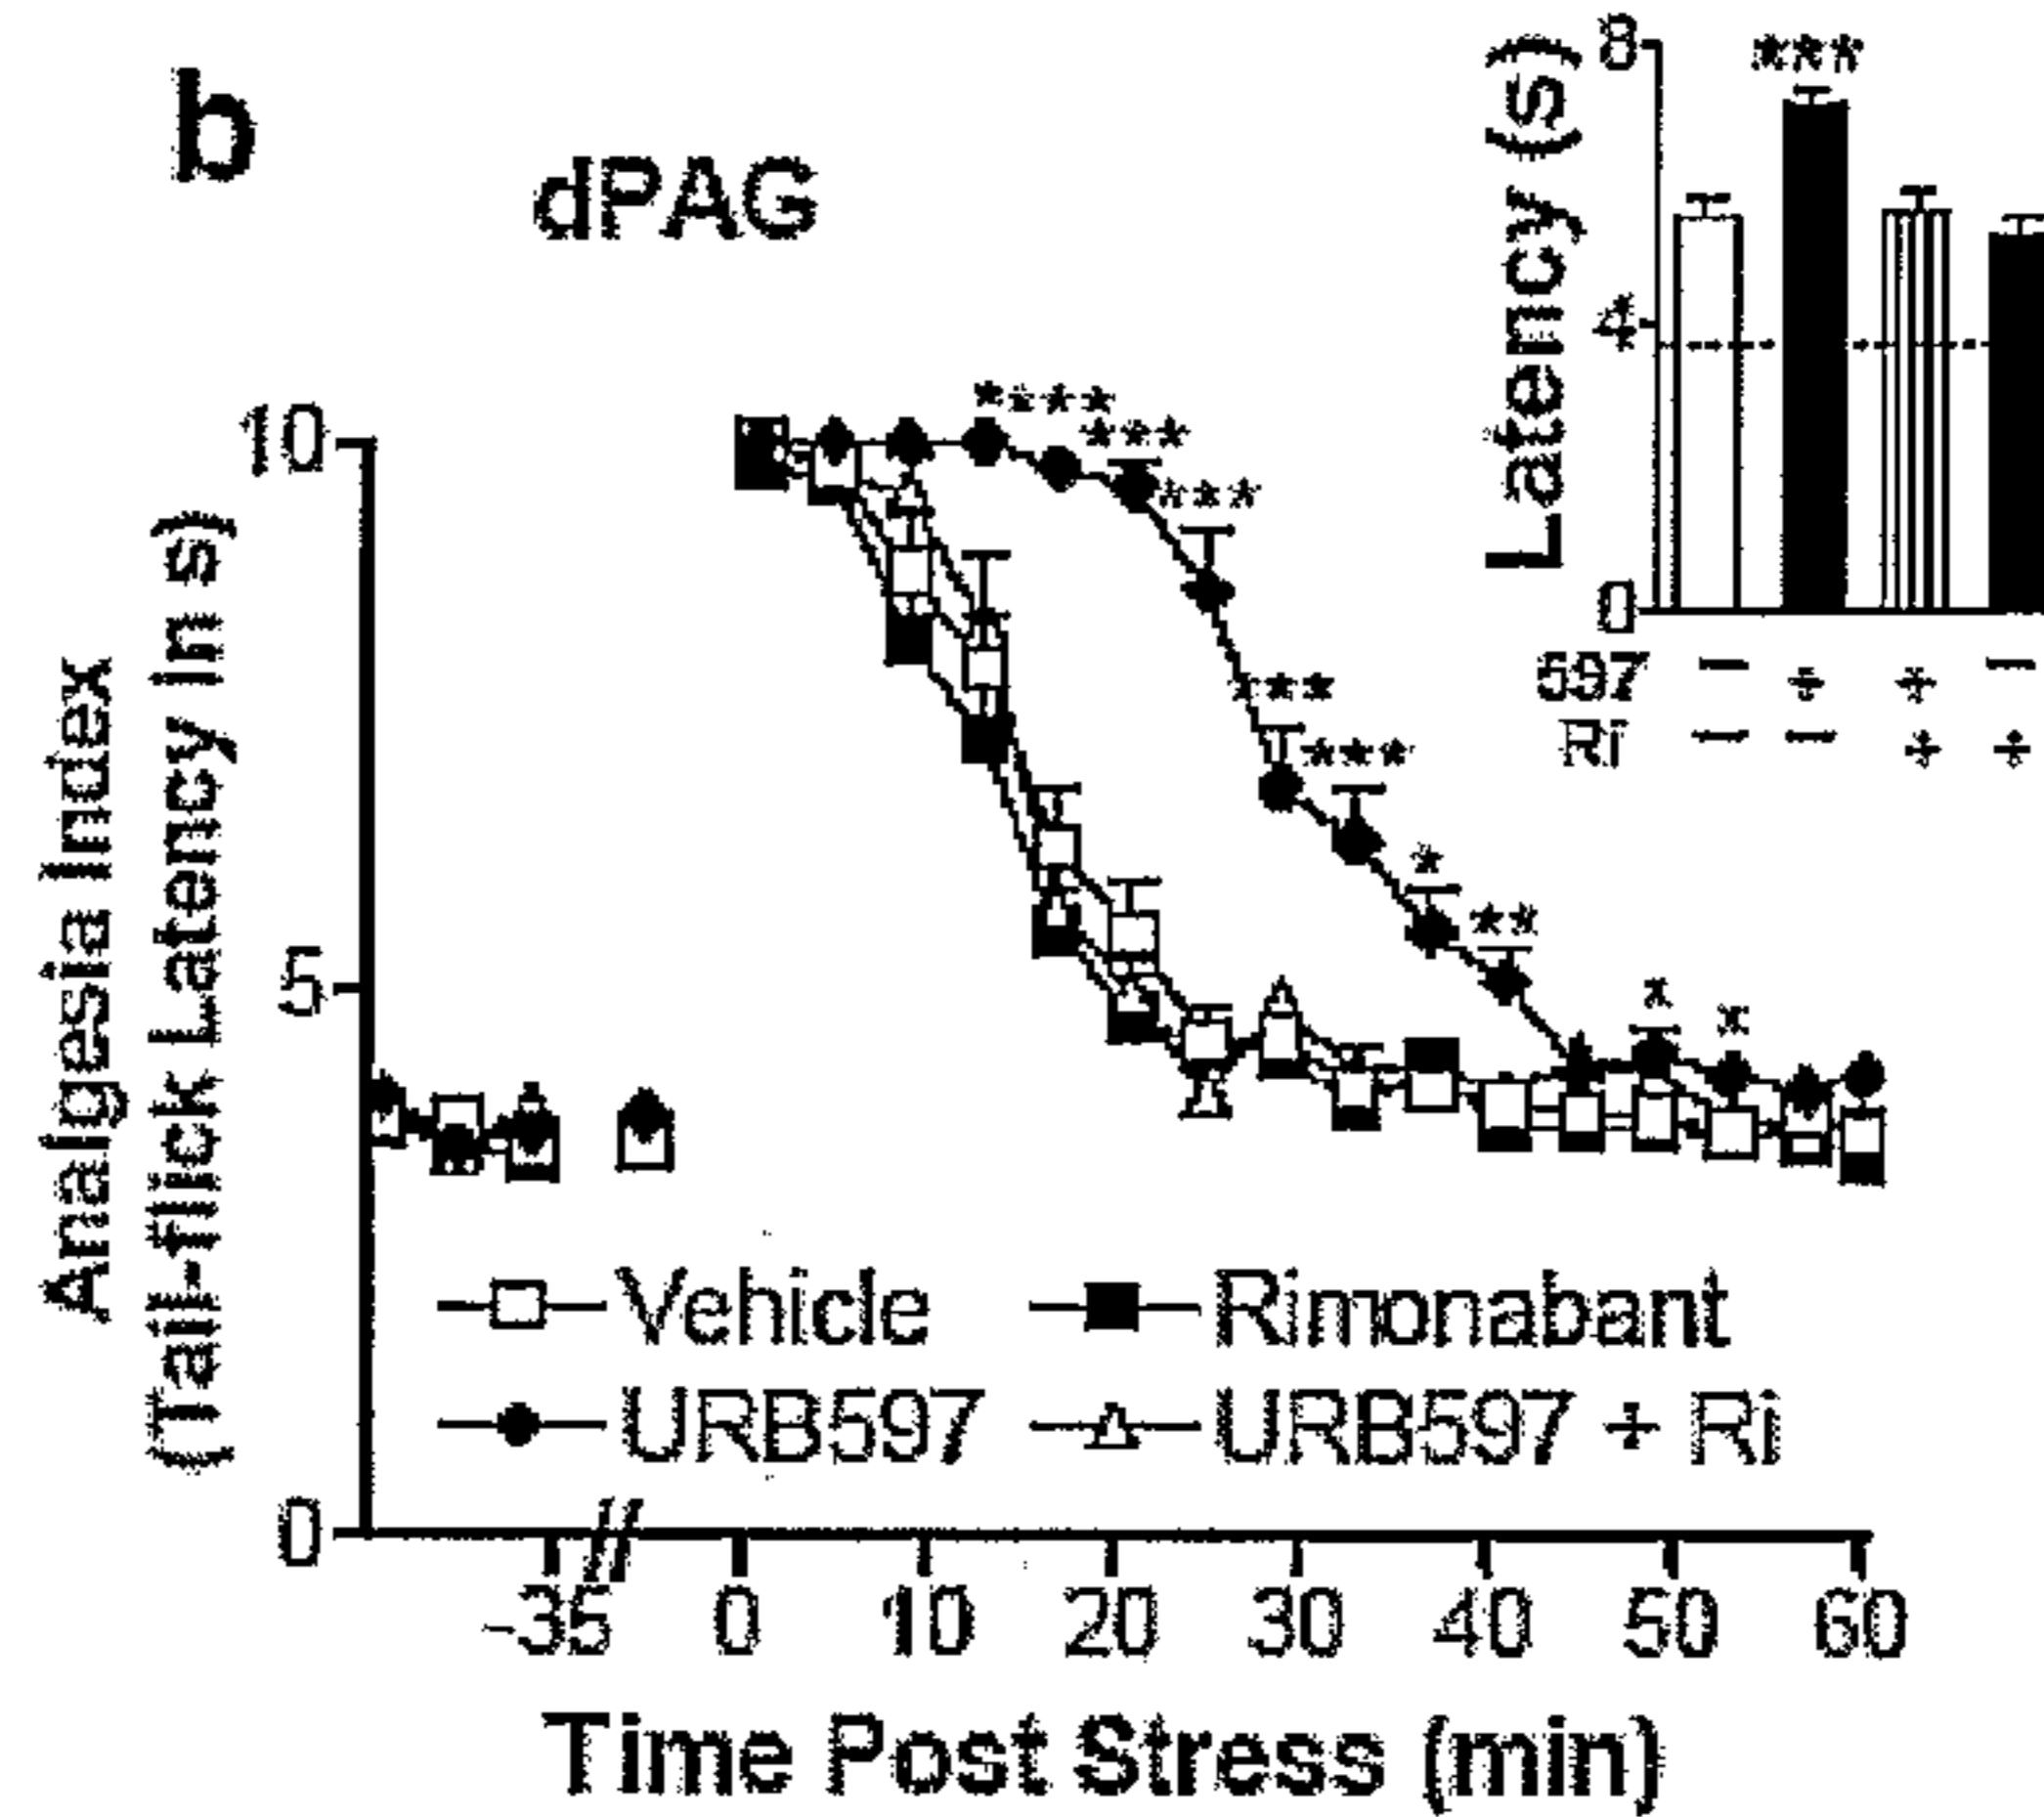 b
dPAG
Latency (s)
8
4
0
***
597 − + + −
Ri − − + +
Analgesia Index
(Tail-flick Latency in s)
10
5
0
****
***
***
***
***
*
**
*
*
Vehicle
Rimonabant
URB597
URB597 + Ri
-35 0 10 20 30 40 50 60
Time Post Stress (min)